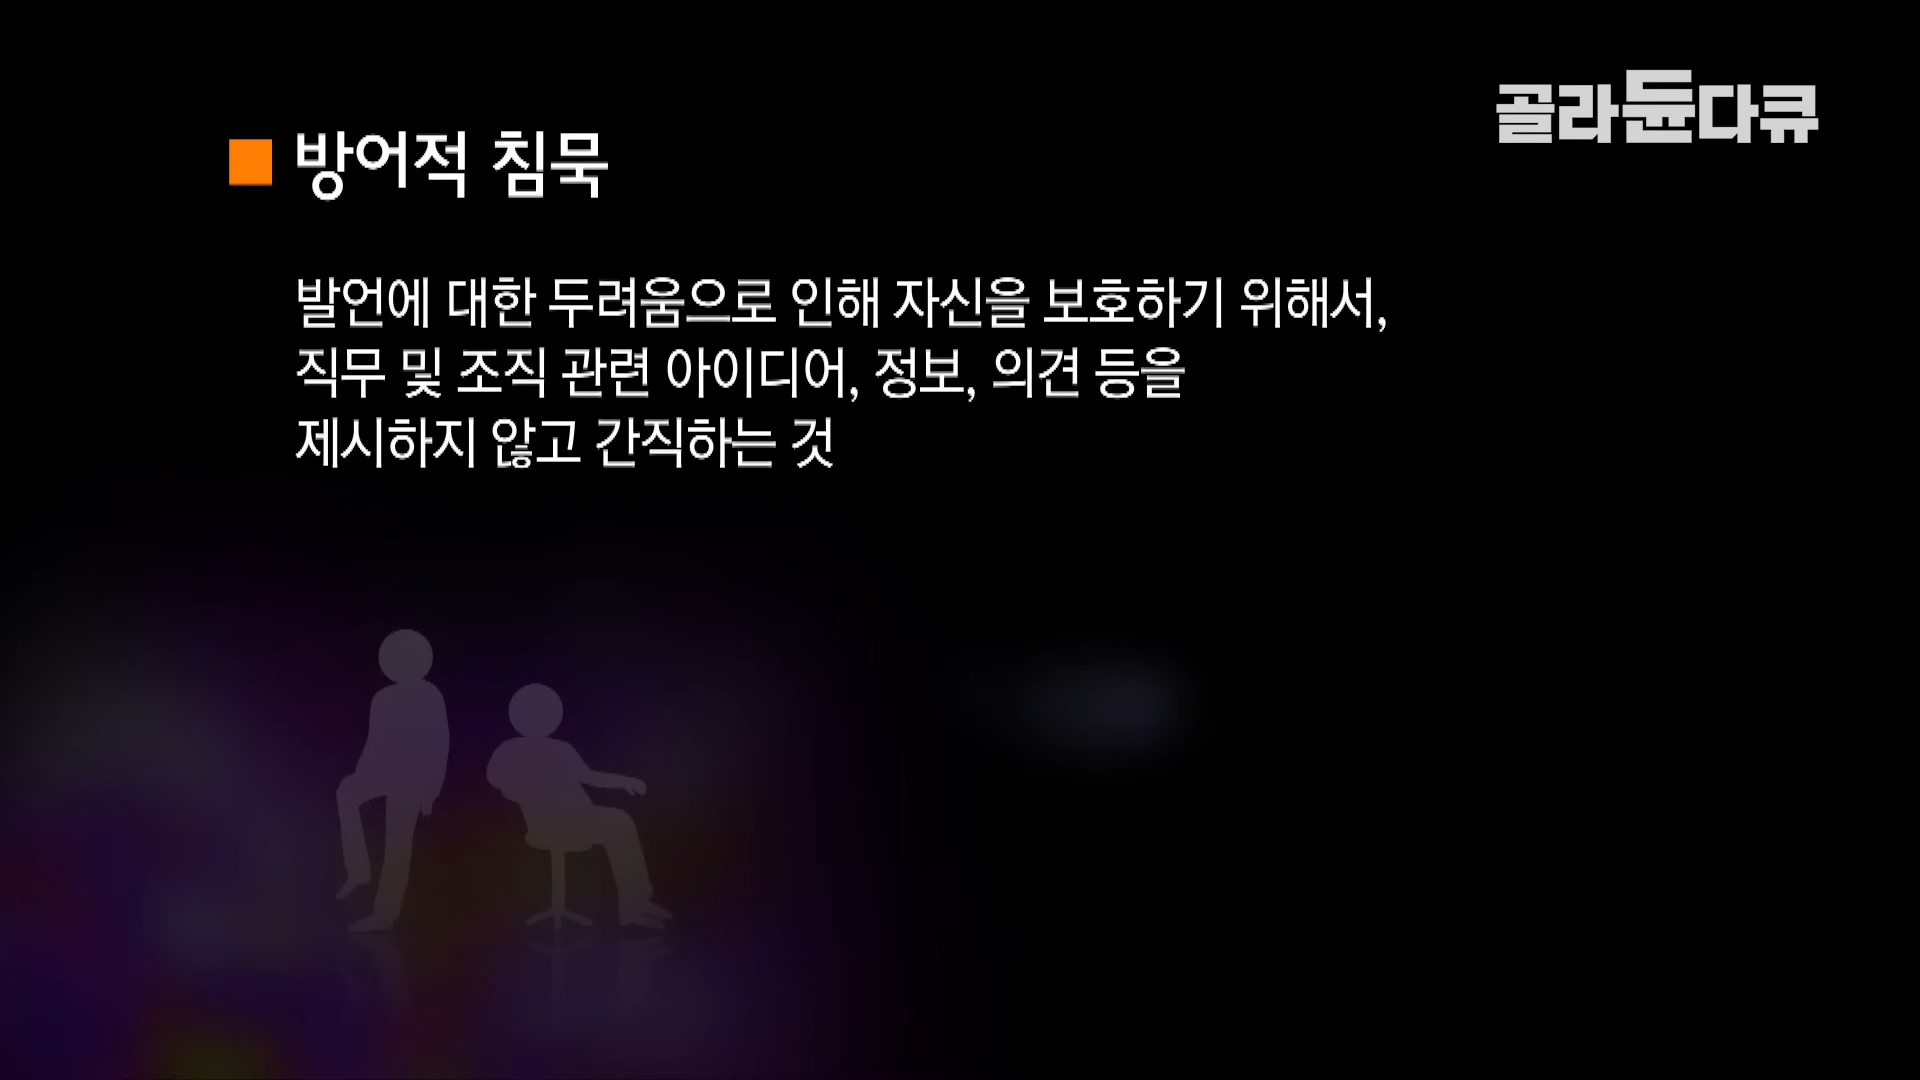 골라둔다큐
방어적 침묵
발언에 대한 두려움으로 인해 자신을 보호하기 위해서,
직무 및 조직 관련 아이디어, 정보, 의견 등을
제시하지 않고 간직하는 것